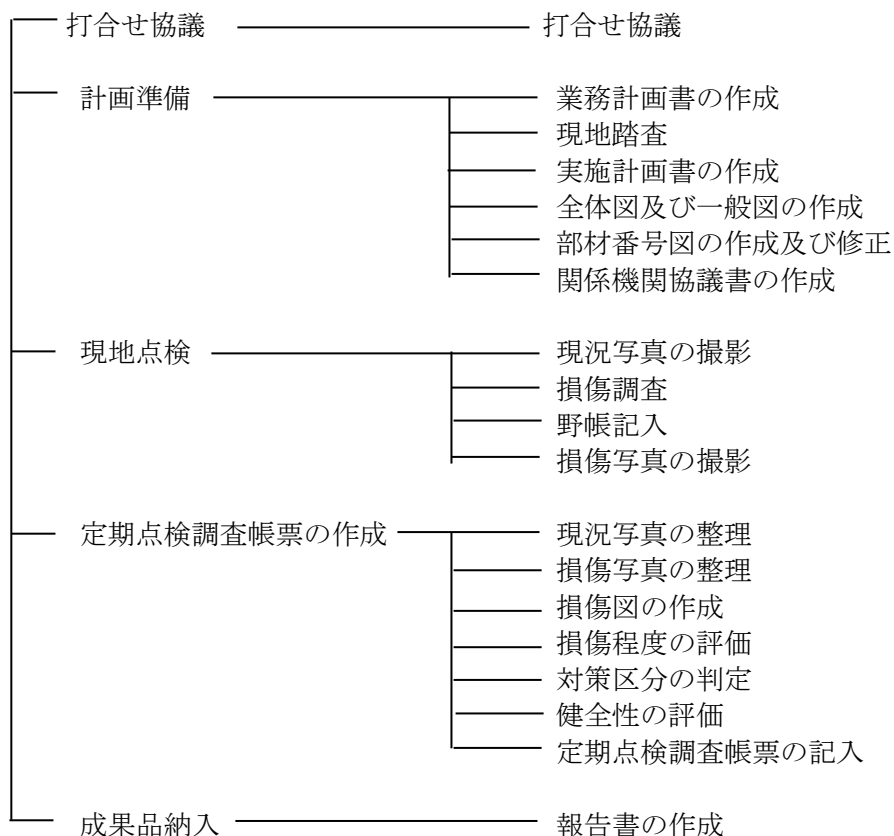 打合せ協議 打合せ協議
計画準備 業務計画書の作成
現地踏査
実施計画書の作成
全体図及び一般図の作成
部材番号図の作成及び修正
関係機関協議書の作成
現地点検 現況写真の撮影
損傷調査
野帳記入
損傷写真の撮影
定期点検調査帳票の作成 現況写真の整理
損傷写真の整理
損傷図の作成
損傷程度の評価
対策区分の判定
健全性の評価
定期点検調査帳票の記入
成果品納入 報告書の作成